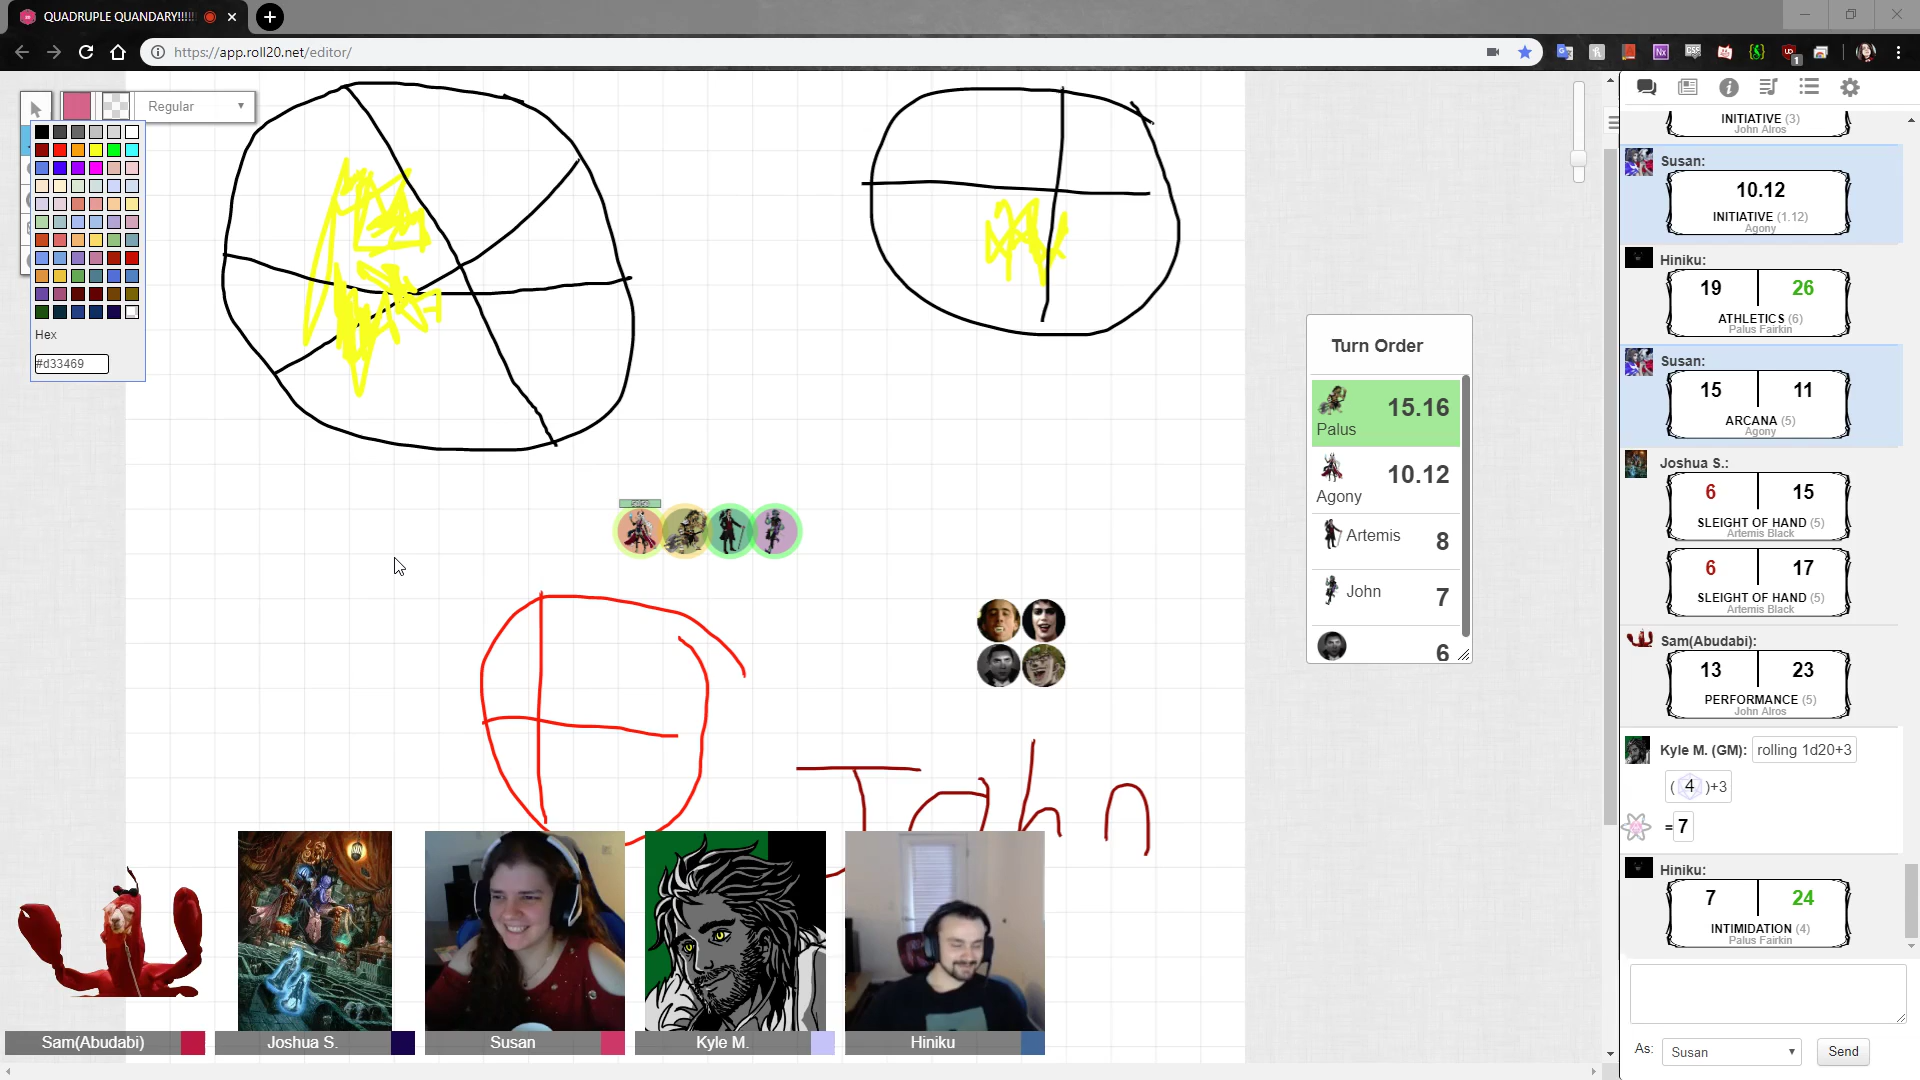 QUADRUPLE QUANDARY!!!!!
https://app.roll20.net/editor/
Regular
Hex
#d33469
John
Turn Order
Palus 15.16
Agony 10.12
Artemis 8
John 7
6
INITIATIVE (3)
John Alros
Susan:
10.12
INITIATIVE (1.12)
Agony
Hiniku:
19 26
ATHLETICS (6)
Palus Fairkin
Susan:
15 11
ARCANA (5)
Agony
Joshua S.:
6 15
SLEIGHT OF HAND (5)
Artemis Black
6 17
SLEIGHT OF HAND (5)
Artemis Black
Sam(Abudabi):
13 23
PERFORMANCE (5)
John Alros
Kyle M. (GM): rolling 1d20+3
(4)+3
=7
Hiniku:
7 24
INTIMIDATION (4)
Palus Fairkin
As: Susan Send
Sam(Abudabi)
Joshua S.
Susan
Kyle M.
Hiniku